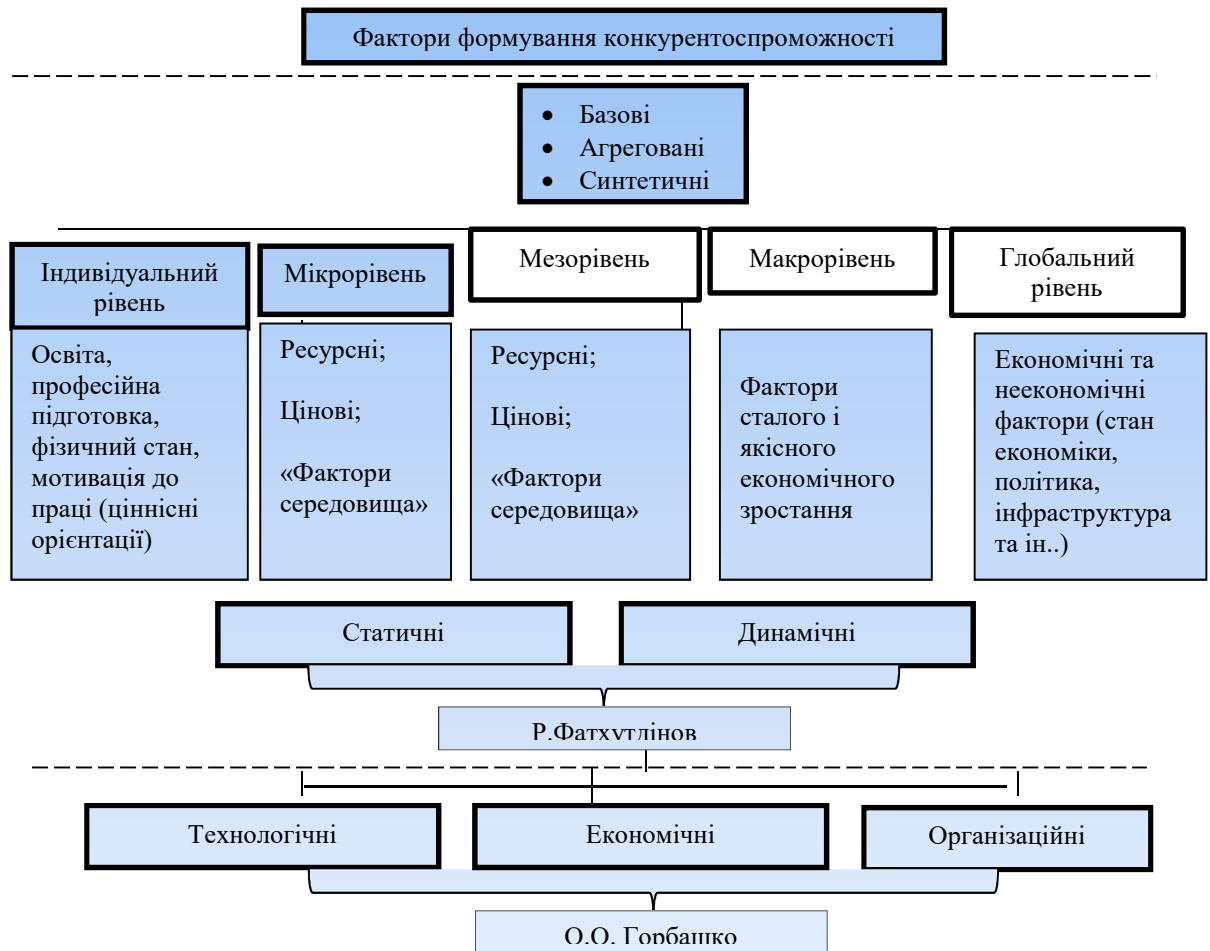 Фактори формування конкурентоспроможності
• Базові
• Агреговані
• Синтетичні
Індивідуальний
рівень
Мікрорівень
Мезорівень
Макрорівень
Глобальний
рівень
Освіта,
професійна
підготовка,
фізичний стан,
мотивація до
праці (ціннісні
орієнтації)
Ресурсні;
Цінові;
«Фактори
середовища»
Ресурсні;
Цінові;
«Фактори
середовища»
Фактори
сталого і
якісного
економічного
зростання
Економічні та
неекономічні
фактори (стан
економіки,
політика,
інфраструктура
та ін..)
Статичні
Динамічні
Р.Фатхутдінов
Технологічні
Економічні
Організаційні
О.О. Горбашко